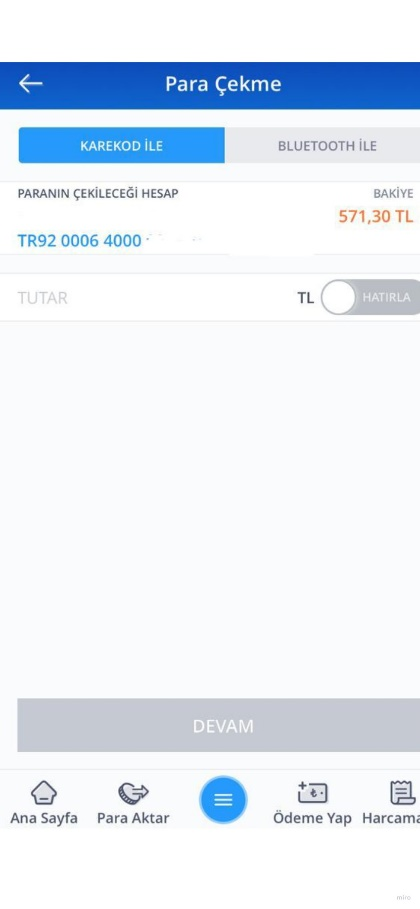 Para Çekme
KAREKOD İLE BLUETOOTH İLE
PARANIN ÇEKİLECEĞİ HESAP BAKİYE
571,30 TL
TR92 0006 4000
TUTAR TL HATIRLA
DEVAM
Ana Sayfa Para Aktar Ödeme Yap Harcama
miro